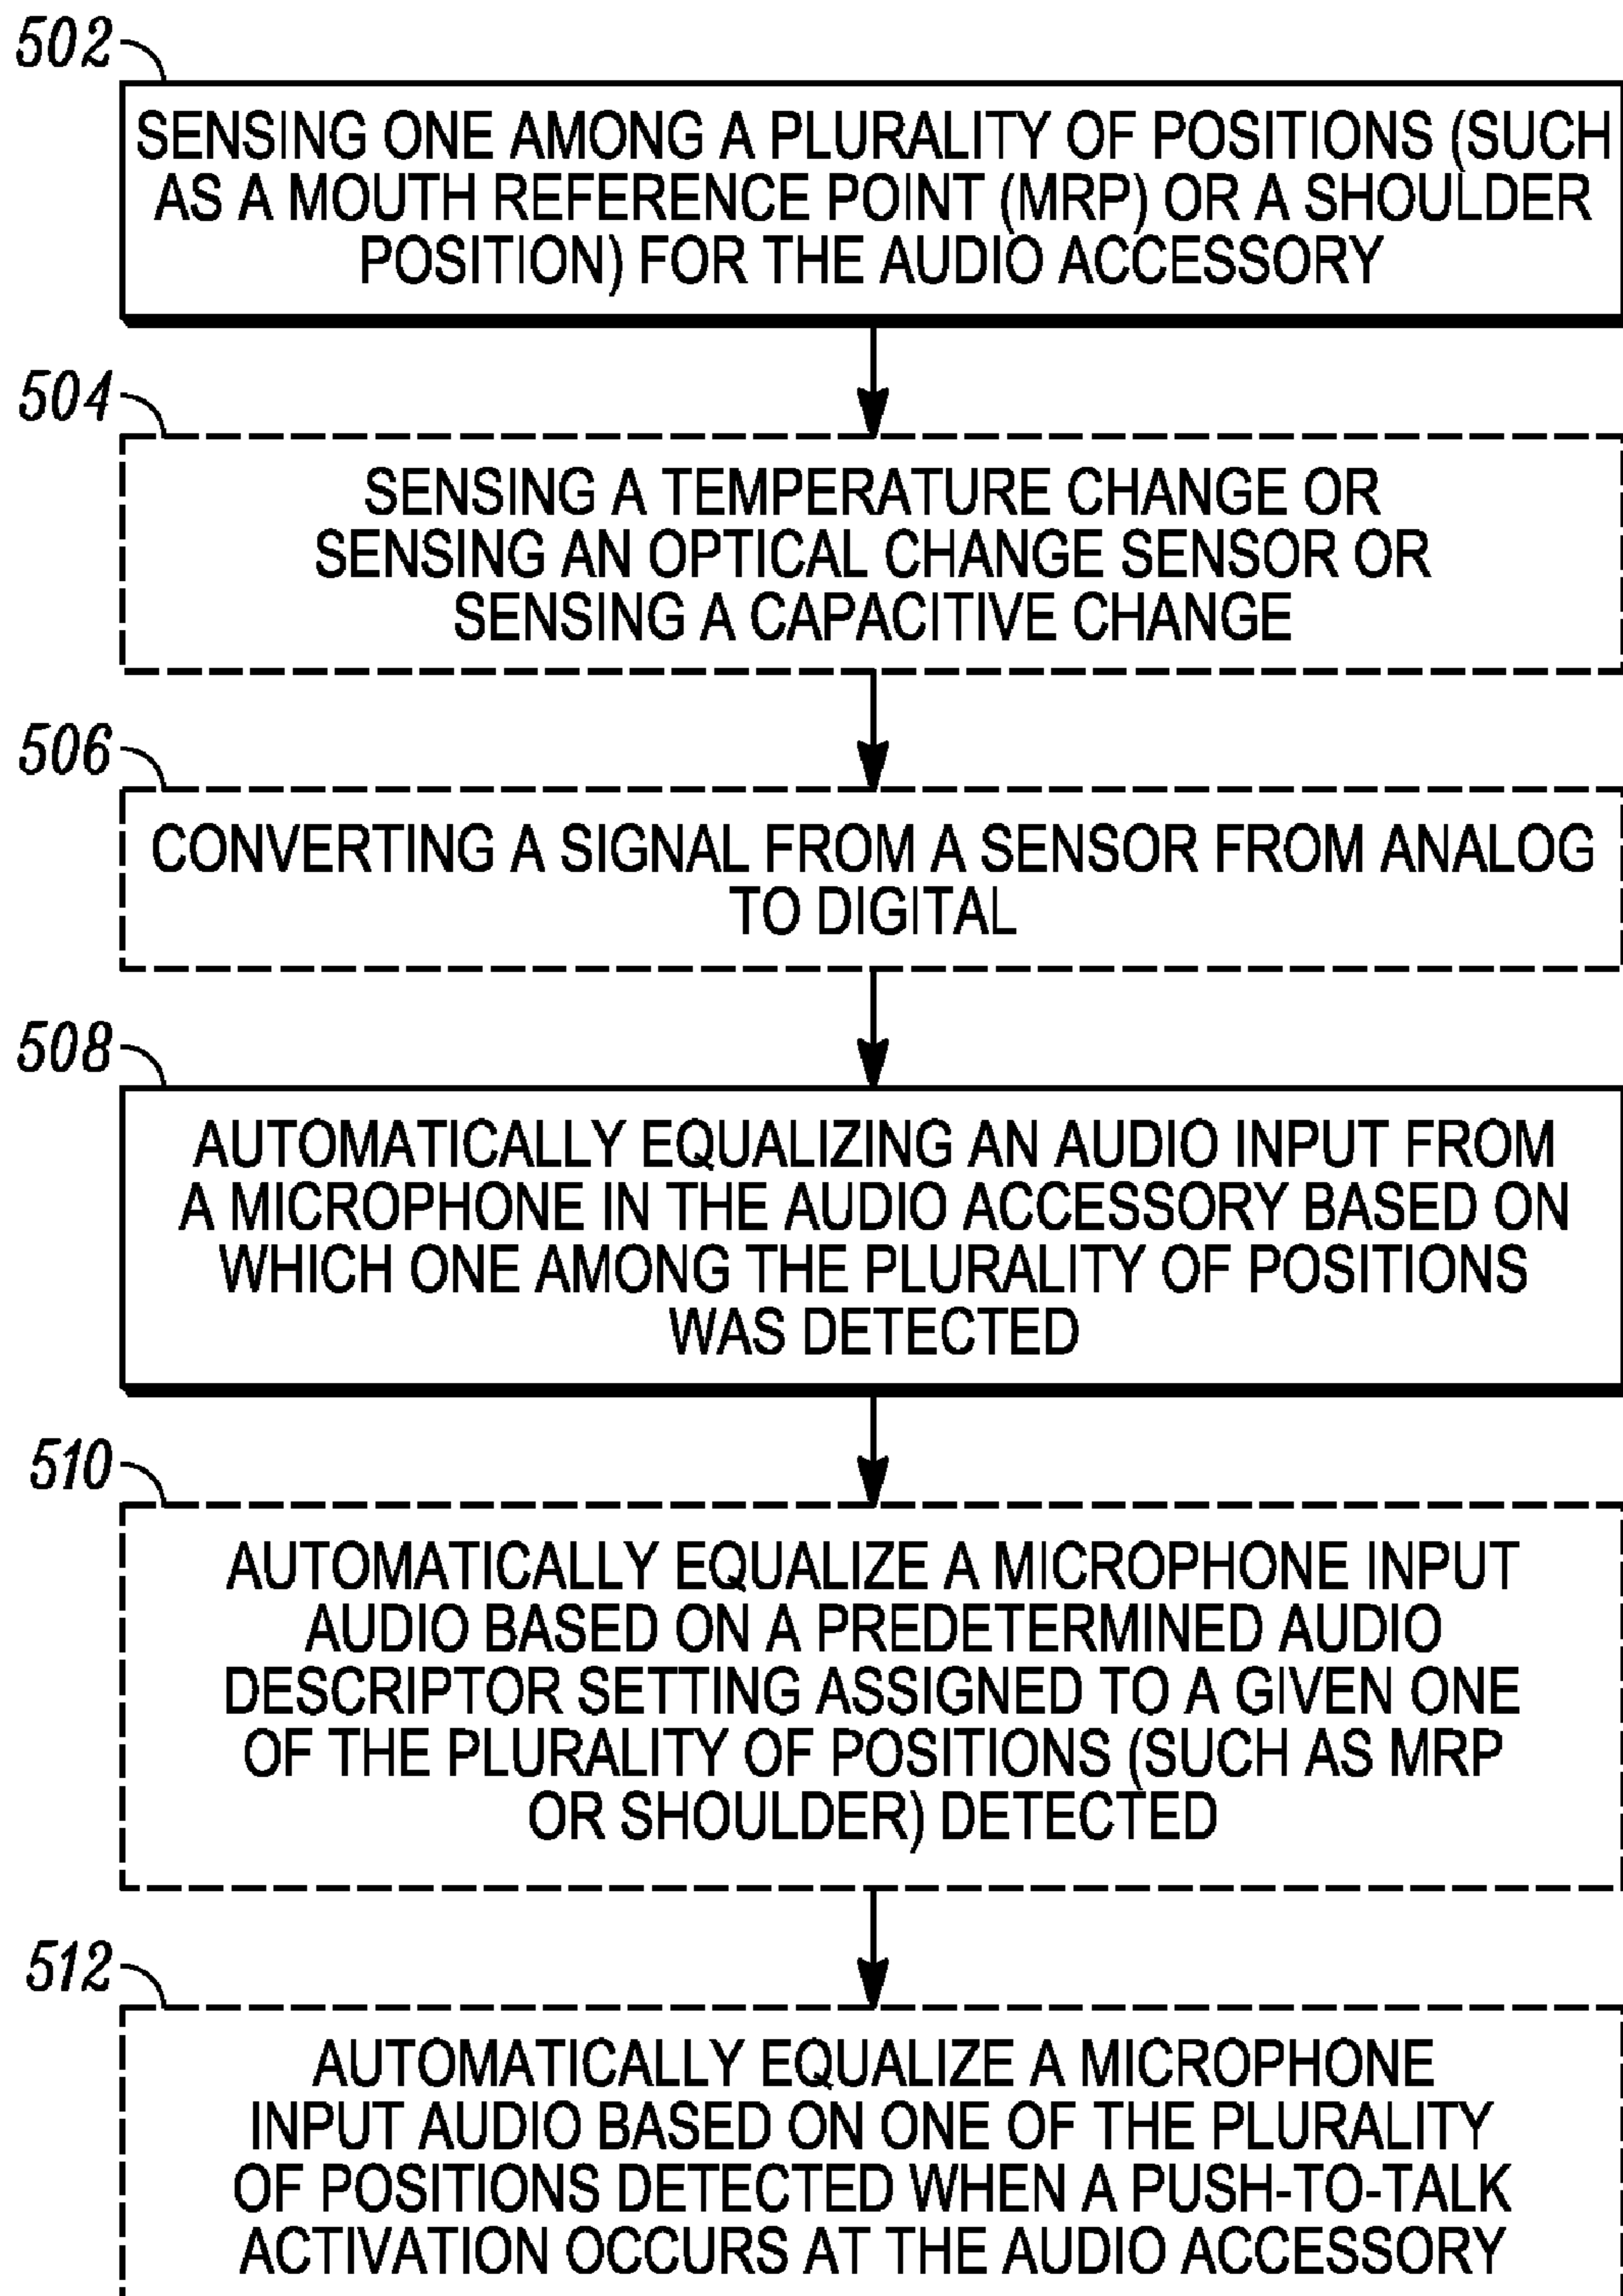 502
SENSING ONE AMONG A PLURALITY OF POSITIONS (SUCH
AS A MOUTH REFERENCE POINT (MRP) OR A SHOULDER
POSITION) FOR THE AUDIO ACCESSORY
504
SENSING A TEMPERATURE CHANGE OR
SENSING AN OPTICAL CHANGE SENSOR OR
SENSING A CAPACITIVE CHANGE
506
CONVERTING A SIGNAL FROM A SENSOR FROM ANALOG
TO DIGITAL
508
AUTOMATICALLY EQUALIZING AN AUDIO INPUT FROM
A MICROPHONE IN THE AUDIO ACCESSORY BASED ON
WHICH ONE AMONG THE PLURALITY OF POSITIONS
WAS DETECTED
510
AUTOMATICALLY EQUALIZE A MICROPHONE INPUT
AUDIO BASED ON A PREDETERMINED AUDIO
DESCRIPTOR SETTING ASSIGNED TO A GIVEN ONE
OF THE PLURALITY OF POSITIONS (SUCH AS MRP
OR SHOULDER) DETECTED
512
AUTOMATICALLY EQUALIZE A MICROPHONE
INPUT AUDIO BASED ON ONE OF THE PLURALITY
OF POSITIONS DETECTED WHEN A PUSH-TO-TALK
ACTIVATION OCCURS AT THE AUDIO ACCESSORY